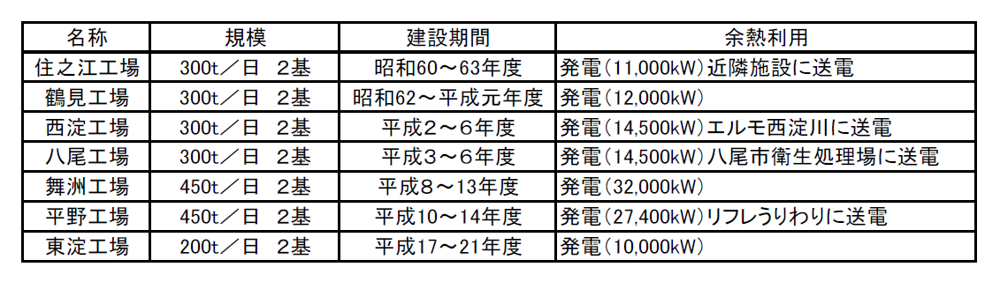 名称 規模 建設期間 余熱利用
住之江工場 300t／日 2基 昭和60～63年度 発電（11,000kW）近隣施設に送電
鶴見工場 300t／日 2基 昭和62～平成元年度 発電（12,000kW）
西淀工場 300t／日 2基 平成２～６年度 発電（14,500kW）エルモ西淀川に送電
八尾工場 300t／日 2基 平成３～６年度 発電（14,500kW）八尾市衛生処理場に送電
舞洲工場 450t／日 2基 平成８～13年度 発電（32,000kW）
平野工場 450t／日 2基 平成10～14年度 発電（27,400kW）リフレうりわりに送電
東淀工場 200t／日 2基 平成17～21年度 発電（10,000kW）